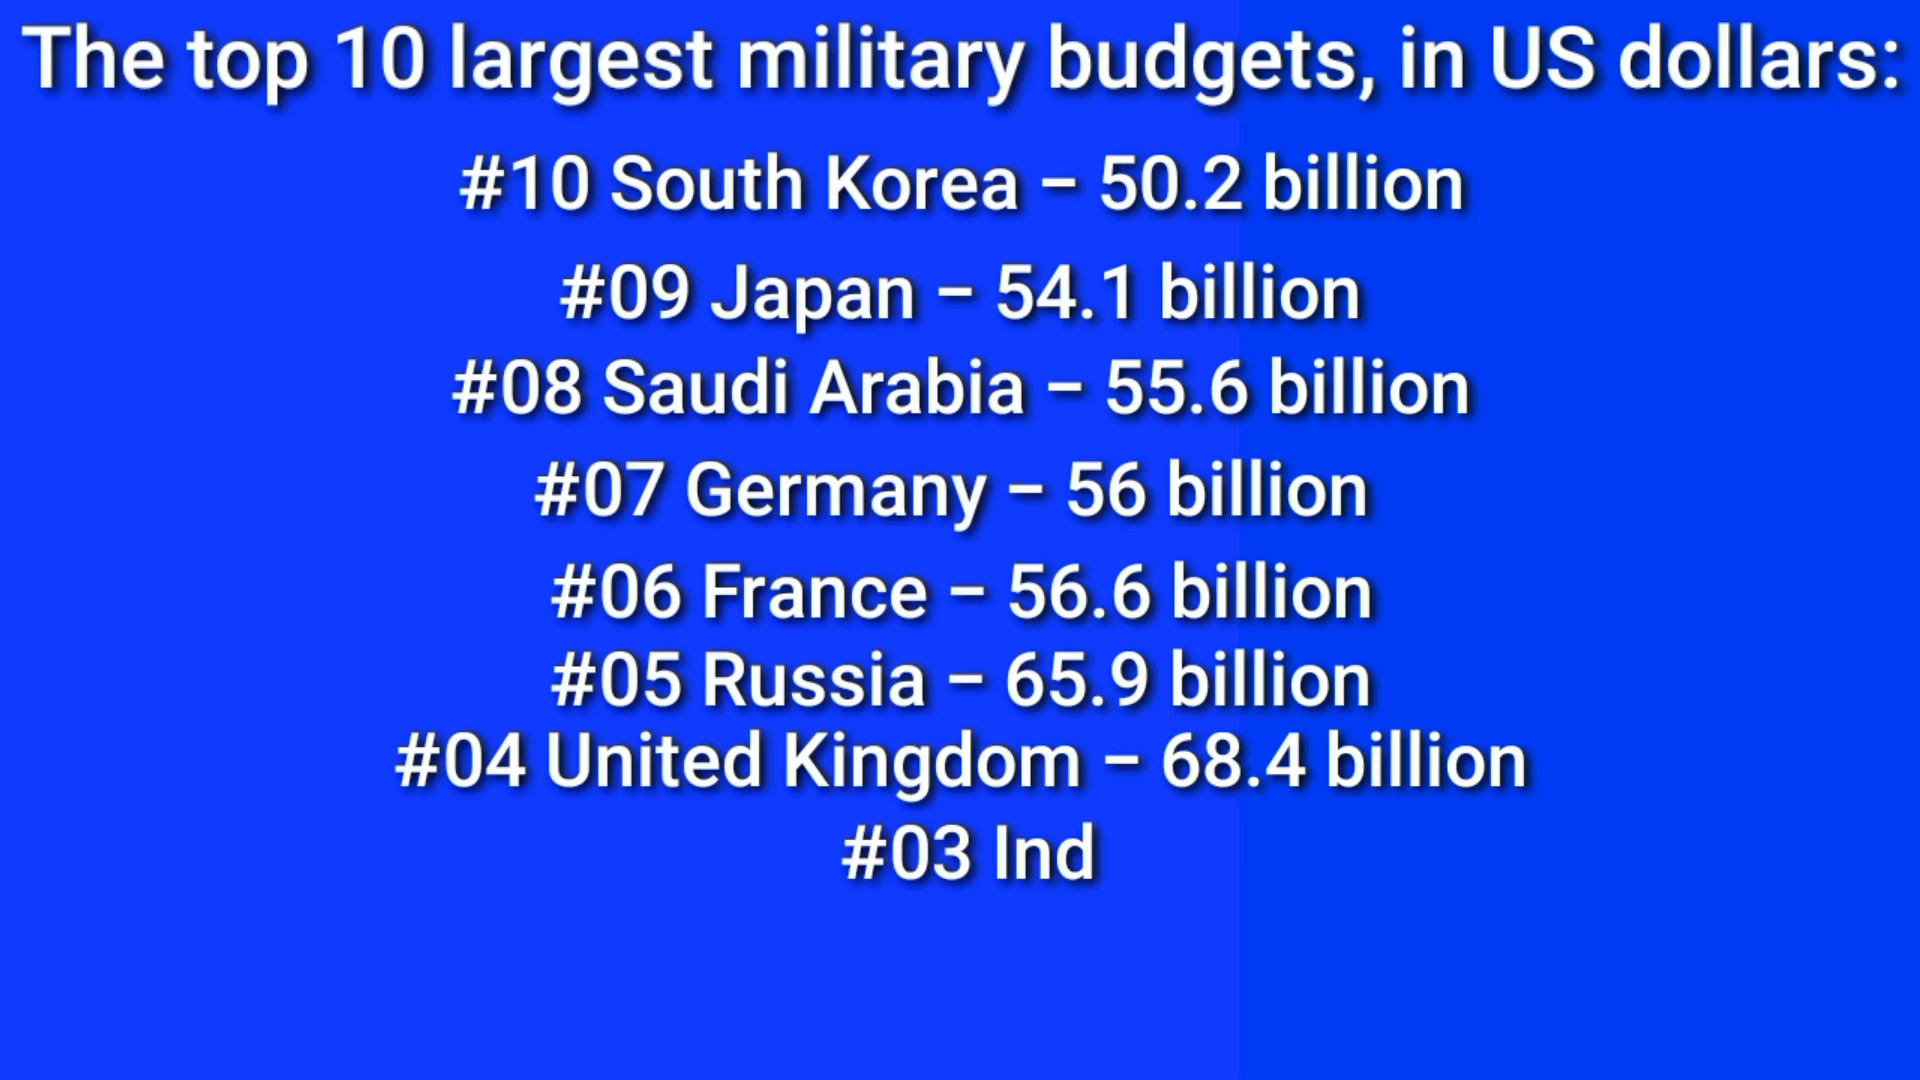 The top 10 largest military budgets, in US dollars:
#10 South Korea – 50.2 billion
#09 Japan – 54.1 billion
#08 Saudi Arabia – 55.6 billion
#07 Germany – 56 billion
#06 France – 56.6 billion
#05 Russia – 65.9 billion
#04 United Kingdom – 68.4 billion
#03 Ind